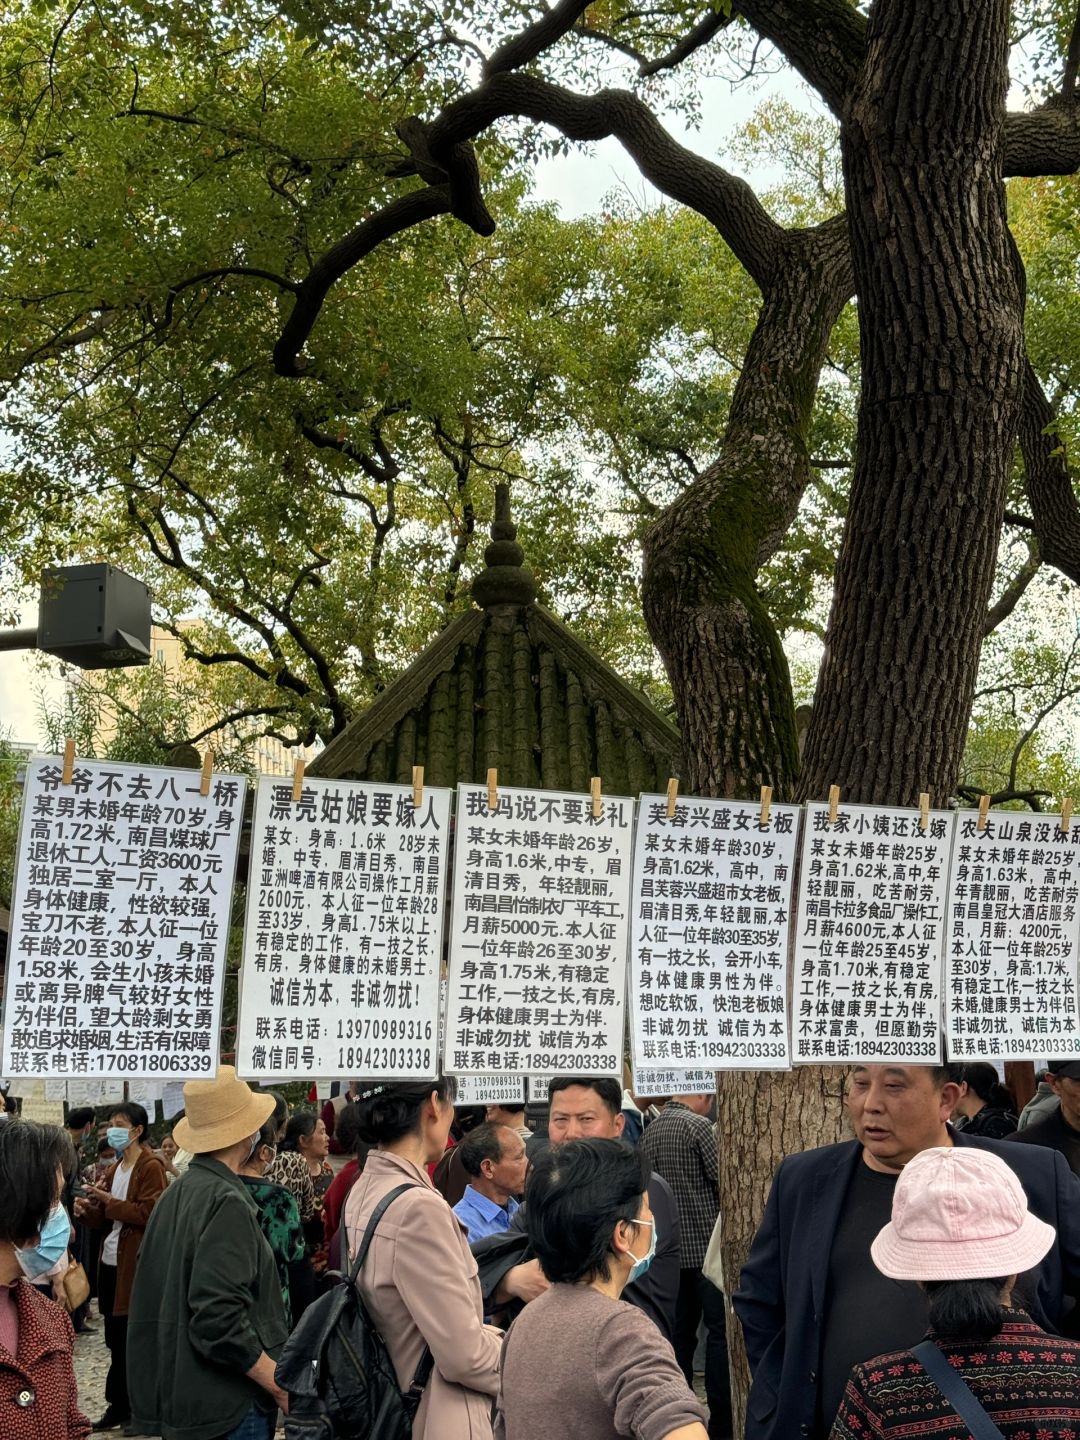 爷爷不去八一桥
某男未婚年龄70岁,身
高1.72米,南昌煤球厂
退休工人,工资3600元
独居二室一厅，本人
身体健康，性欲较强,
宝刀不老，本人征一位
年龄20至30岁，身高
1.58米,会生小孩未婚
或离异脾气较好女性
为伴侣,望大龄剩女勇
敢追求婚姻,生活有保障
联系电话:17081806339
漂亮姑娘要嫁人
某女：身高：1.6米 28岁未
婚，中专，眉清目秀，南昌
亚洲啤酒有限公司操作工月薪
2600元，本人征一位年龄28
至33岁，身高1.75米以上,
有稳定的工作，有一技之长,
有房，身体健康的未婚男士。
诚信为本，非诚勿扰！
联系电话：13970989316
微信同号：18942303338
我妈说不要彩礼
某女未婚年龄26岁,
身高1.6米,中专，眉
清目秀，年轻靓丽,
南昌昌怡制衣厂平车工,
月薪5000元.本人征
一位年龄26至30岁,
身高1.75米,有稳定
工作,一技之长,有房,
身体健康男士为伴.
非诚勿扰 诚信为本
联系电话:18942303338
芙蓉兴盛女老板
某女未婚年龄30岁,
身高1.62米，高中，南
昌芙蓉兴盛超市女老板,
眉清目秀,年轻靓丽,本
人征一位年龄30至35岁,
有一技之长，会开小车,
身体健康男性为伴。
想吃软饭，快泡老板娘
非诚勿扰 诚信为本
联系电话:18942303338
我家小姨还没嫁
某女未婚年龄25岁,
身高1.62米,高中,年
轻靓丽，吃苦耐劳,
南昌卡拉多食品厂操作工,
月薪4600元，本人征
一位年龄25至45岁,
身高1.70米,有稳定
工作,一技之长,有房,
身体健康男士为伴,
不求富贵，但愿勤劳
联系电话:18942303338
农夫山泉没妹甜
某女未婚年龄25岁,
身高1.63米，高中,
年青靓丽，吃苦耐劳
南昌皇冠大酒店服务
员，月薪：4200元,
本人征一位年龄25岁
至30岁，身高:1.7米,
未婚,健康男士为伴侣
非诚勿扰，诚信为本
联系电话:18942303338
13970989316
18942303338
诚信为本
联系电话:1708180633